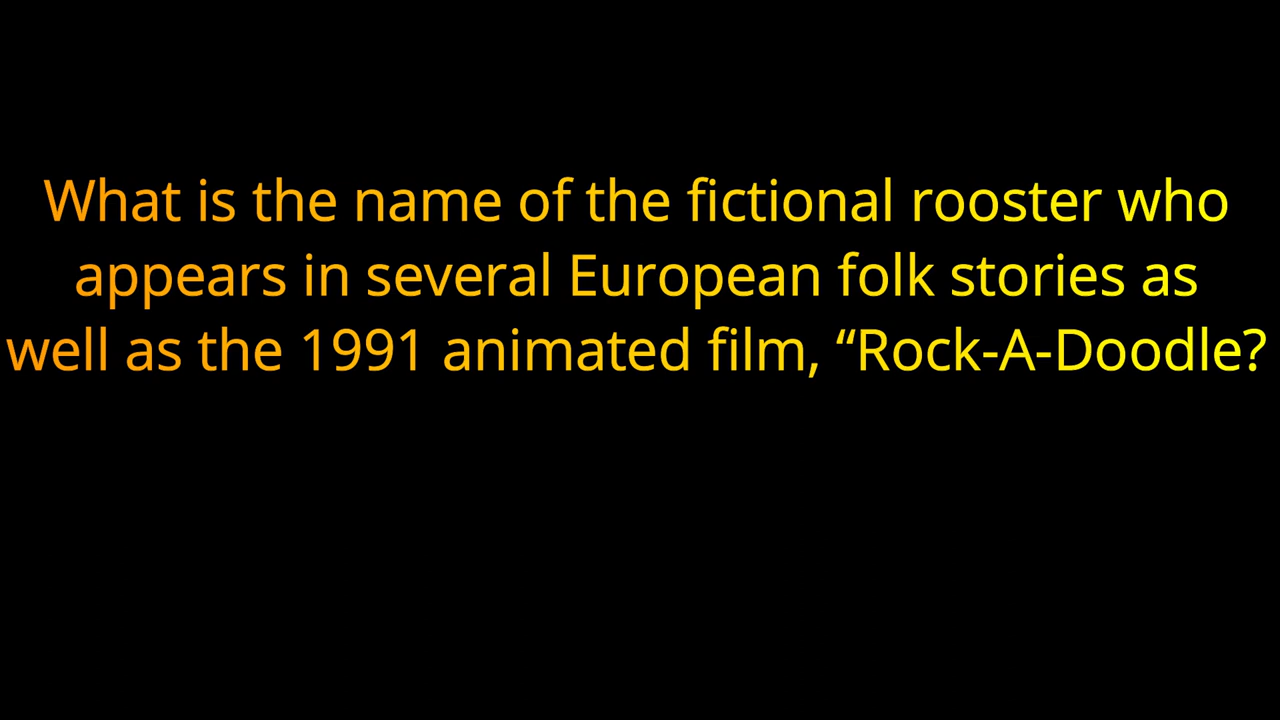 What is the name of the fictional rooster who
appears in several European folk stories as
well as the 1991 animated film, “Rock-A-Doodle?